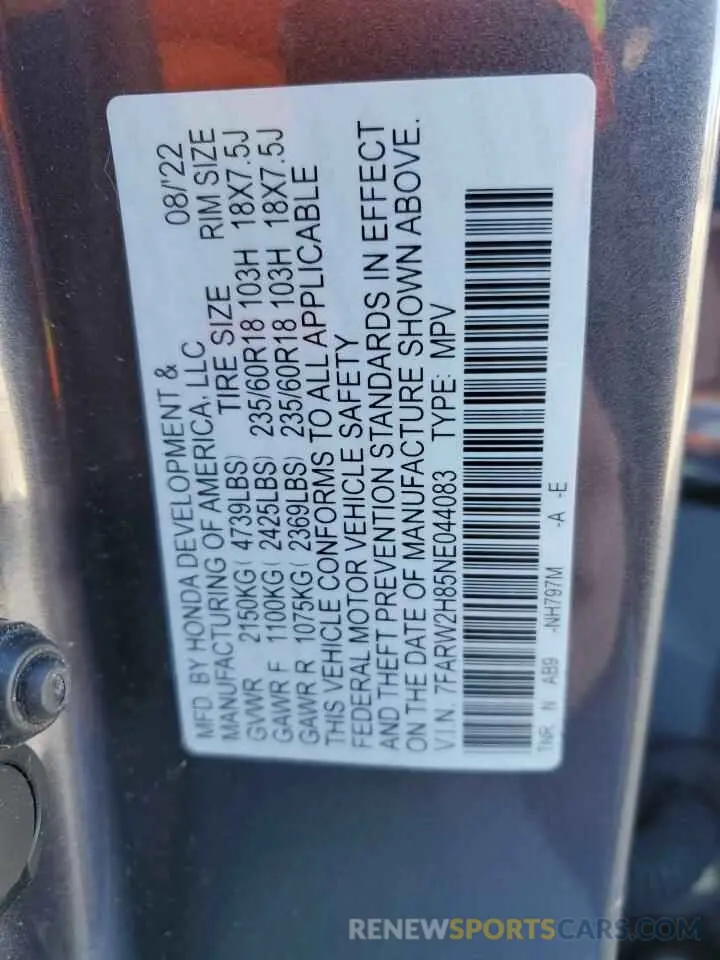 MFD. BY HONDA DEVELOPMENT & 08/'22
MANUFACTURING OF AMERICA, LLC
TIRE SIZE RIM SIZE
GVWR 2150KG( 4739LBS)
GAWR F 1100KG( 2425LBS) 235/60R18 103H 18X7.5J
GAWR R 1075KG( 2369LBS) 235/60R18 103H 18X7.5J
THIS VEHICLE CONFORMS TO ALL APPLICABLE
FEDERAL MOTOR VEHICLE SAFETY
AND THEFT PREVENTION STANDARDS IN EFFECT
ON THE DATE OF MANUFACTURE SHOWN ABOVE.
V.I.N. 7FARW2H85NE044083 TYPE: MPV
TNR N AB9 -NH797M -A -E
RENEWSPORTSCARS.COM